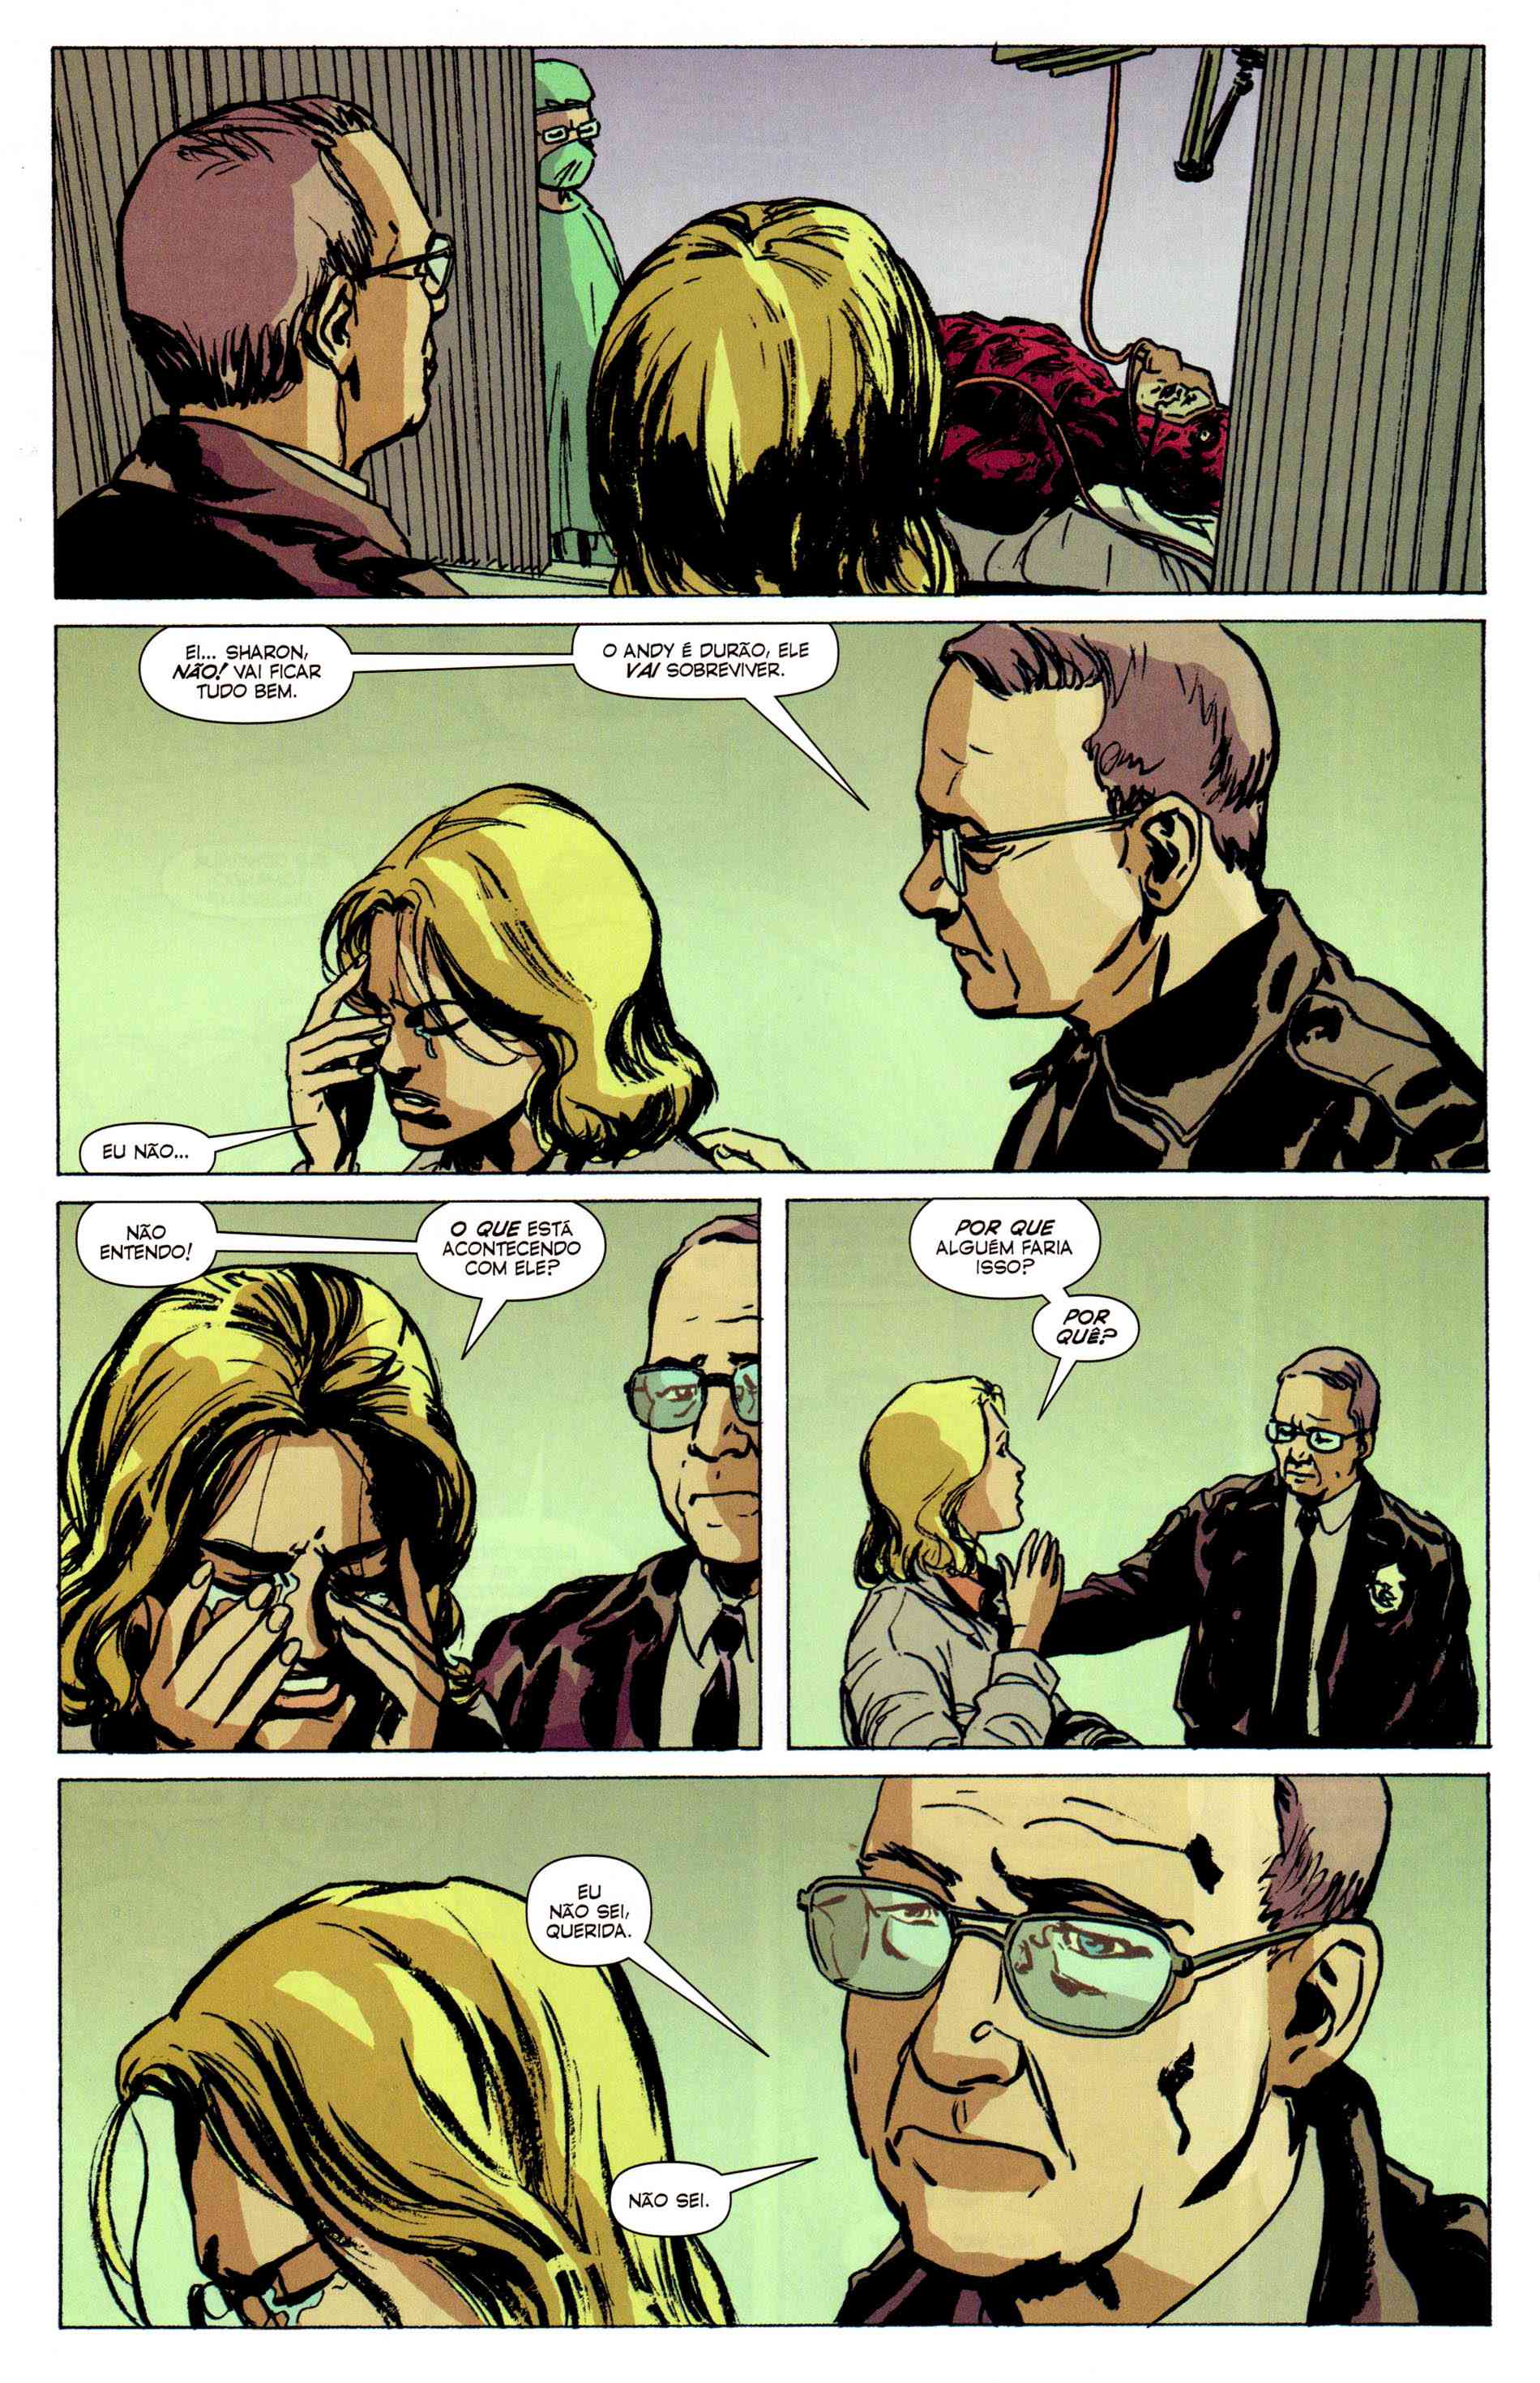 EI... SHARON,
NÃO! VAI FICAR
TUDO BEM.
O ANDY É DURÃO, ELE
VAI SOBREVIVER.
EU NÃO...
NÃO
ENTENDO!
O QUE ESTÁ
ACONTECENDO
COM ELE?
POR QUE
ALGUÉM FARIA
ISSO?
POR
QUÊ?
EU
NÃO SEI,
QUERIDA.
NÃO SEI.